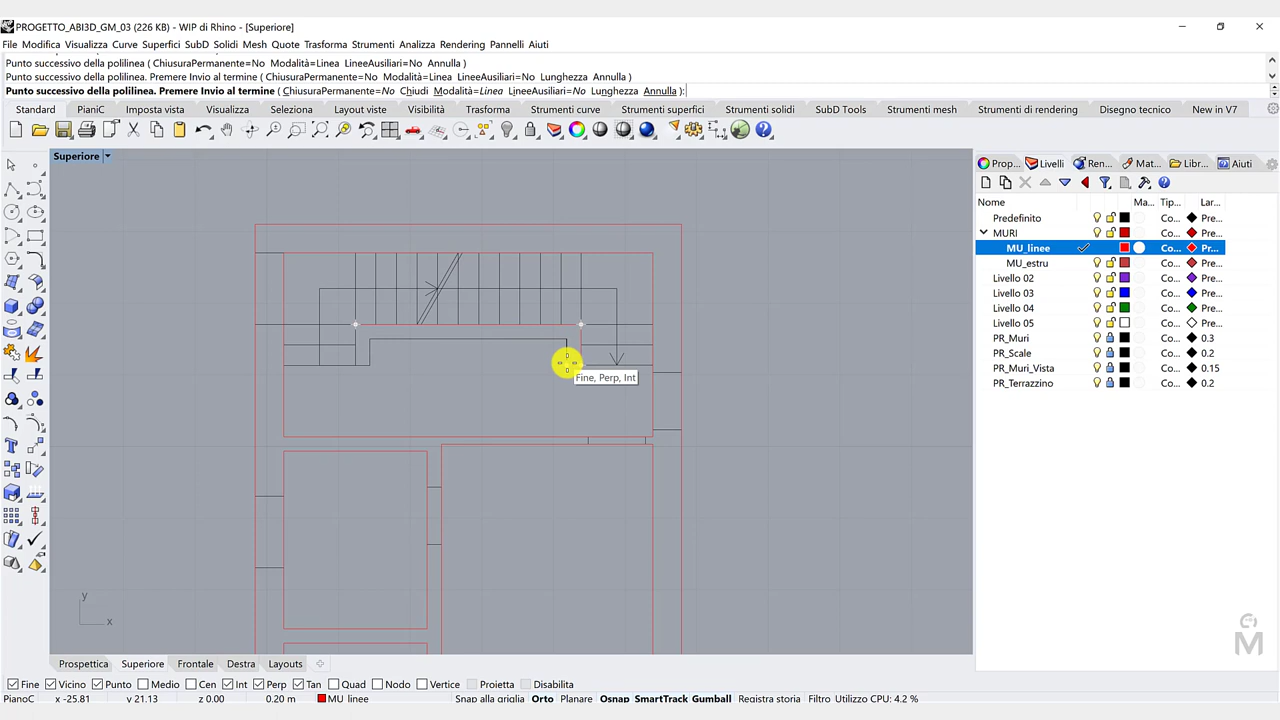 PROGETTO_ABI3D_GM_03 (226 KB) - WIP di Rhino - [Superiore]
File Modifica Visualizza Curve Superfici SubD Solidi Mesh Quote Trasforma Strumenti Analizza Rendering Pannelli Aiuti
Punto successivo della polilinea ( ChiusuraPermanente=No Modalità=Linea LineeAusiliari=No Annulla )
Punto successivo della polilinea. Premere Invio al termine ( ChiusuraPermanente=No Modalità=Linea LineeAusiliari=No Lunghezza Annulla )
Punto successivo della polilinea. Premere Invio al termine ( ChiusuraPermanente=No Chiudi Modalità=Linea LineeAusiliari=No Lunghezza Annulla ):
Standard PianiC Imposta vista Visualizza Selezione Layout viste Visibilità Trasforma Strumenti curve Strumenti superfici Strumenti solidi SubD Tools Strumenti mesh Strumenti di rendering Disegno tecnico New in V7
Superiore
Prop... Livelli Ren... Mat... Libr... Aiuti
Nome Ma... Tip... Lar...
Predefinito Co... Pre...
MURI Co... Pre...
MU_linee Co... Pr...
MU_estru Co... Pre...
Livello 02 Co... Pre...
Livello 03 Co... Pre...
Livello 04 Co... Pre...
Livello 05 Co... Pre...
PR_Muri Co... 0.3
PR_Scale Co... 0.2
PR_Muri_Vista Co... 0.15
PR_Terrazzino Co... 0.2
Fine, Perp, Int
y
x
M
Prospettica Superiore Frontale Destra Layouts
Fine Vicino Punto Medio Cen Int Perp Tan Quad Nodo Vertice Proietta Disabilita
PianoC x -25.81 y 21.13 z 0.00 0.20 m MU_linee Snap alla griglia Orto Planare Osnap SmartTrack Gumball Registra storia Filtro Utilizzo CPU: 4.2 %